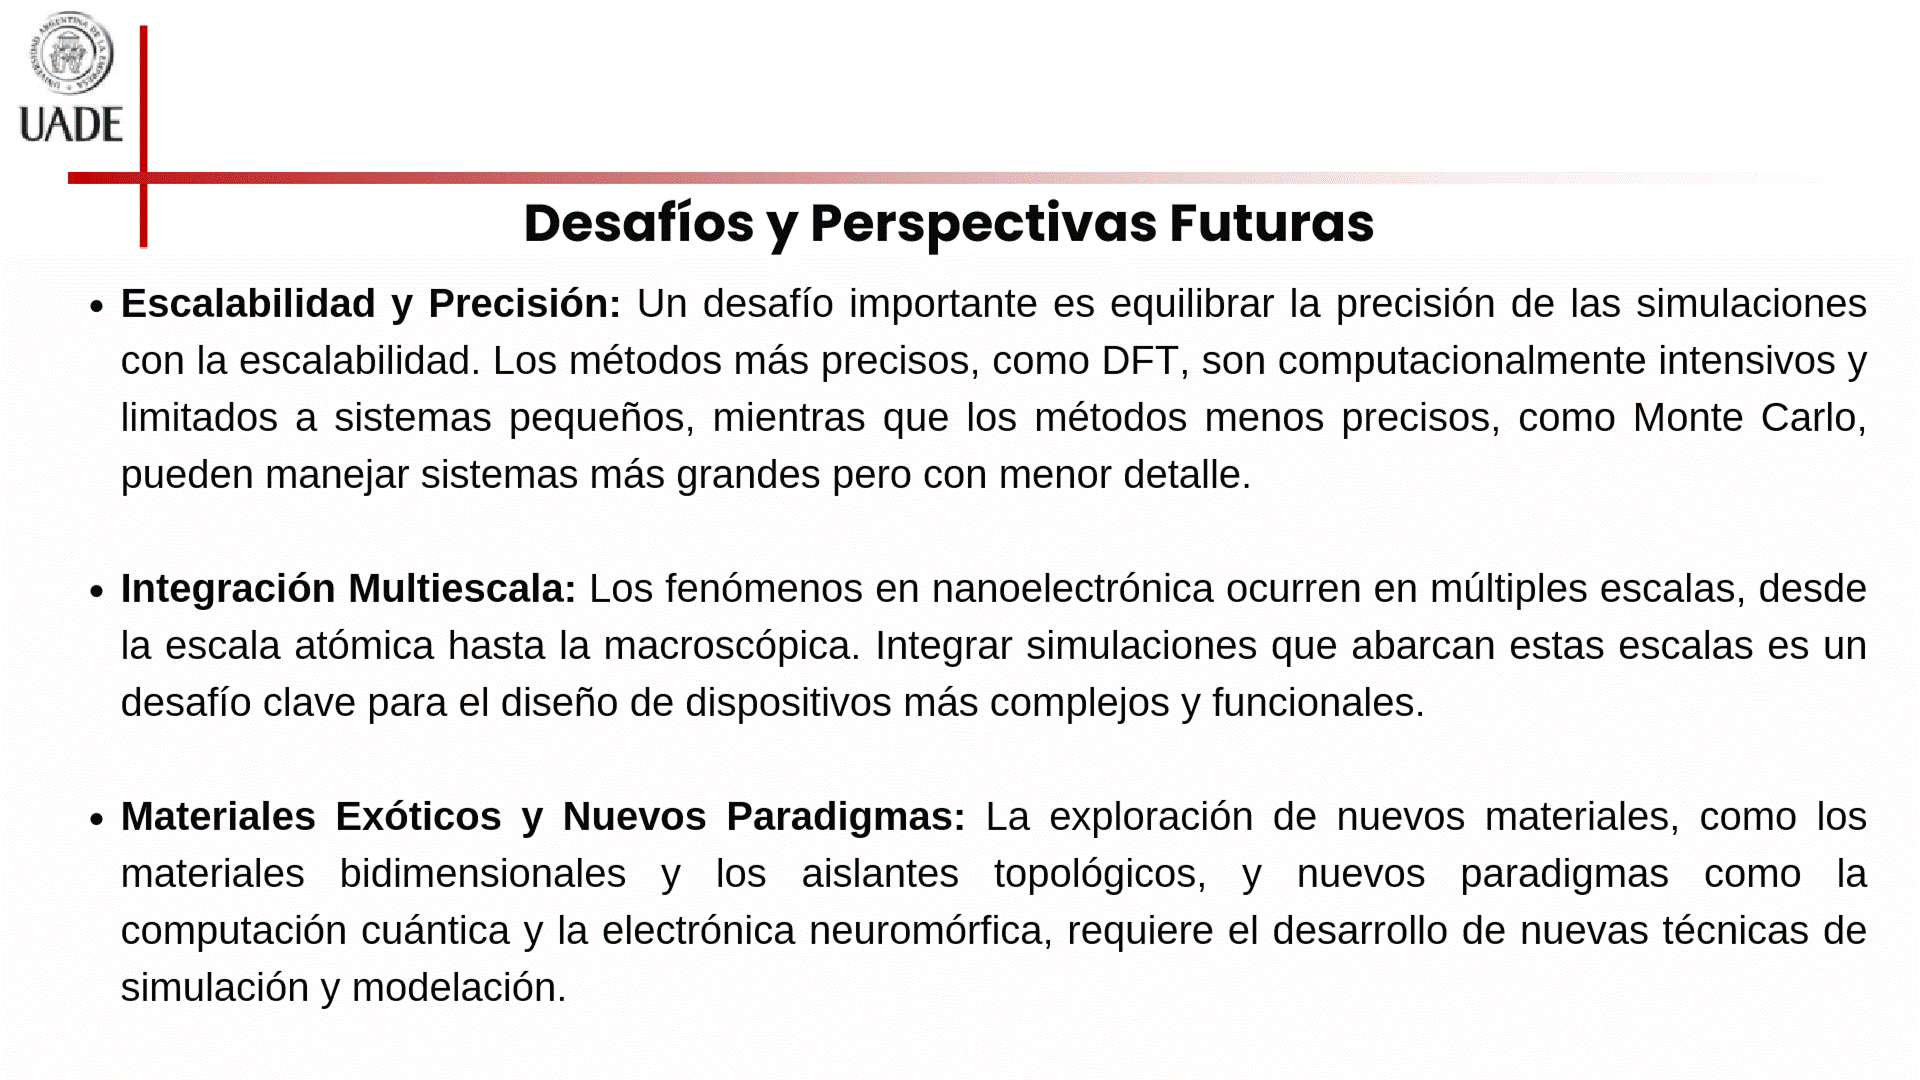 UNIVERSIDAD ARGENTINA DE LA EMPRESA
UADE
Desafíos y Perspectivas Futuras
• Escalabilidad y Precisión: Un desafío importante es equilibrar la precisión de las simulaciones
con la escalabilidad. Los métodos más precisos, como DFT, son computacionalmente intensivos y
limitados a sistemas pequeños, mientras que los métodos menos precisos, como Monte Carlo,
pueden manejar sistemas más grandes pero con menor detalle.
• Integración Multiescala: Los fenómenos en nanoelectrónica ocurren en múltiples escalas, desde
la escala atómica hasta la macroscópica. Integrar simulaciones que abarcan estas escalas es un
desafío clave para el diseño de dispositivos más complejos y funcionales.
• Materiales Exóticos y Nuevos Paradigmas: La exploración de nuevos materiales, como los
materiales bidimensionales y los aislantes topológicos, y nuevos paradigmas como la
computación cuántica y la electrónica neuromórfica, requiere el desarrollo de nuevas técnicas de
simulación y modelación.